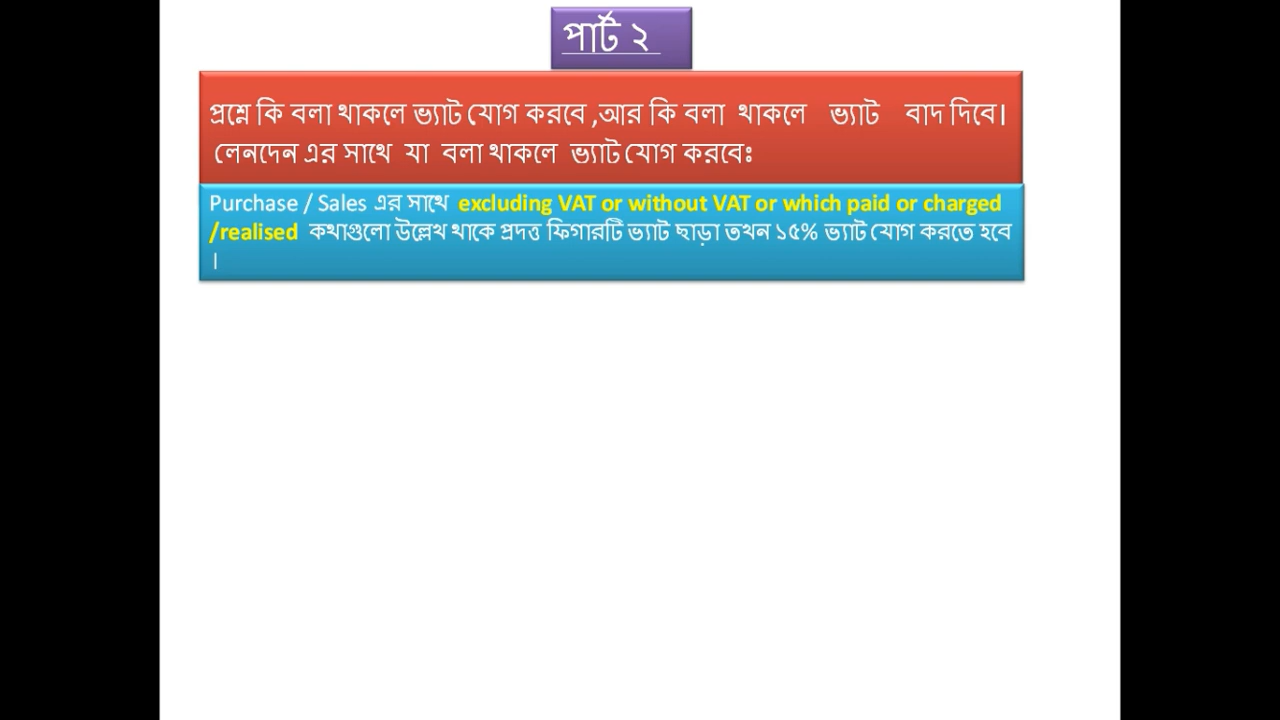 পার্ট ২
প্রশ্নে কি বলা থাকলে ভ্যাট যোগ করবে ,আর কি বলা থাকলে ভ্যাট বাদ দিবে।
লেনদেন এর সাথে যা বলা থাকলে ভ্যাট যোগ করবেঃ
Purchase / Sales এর সাথে excluding VAT or without VAT or which paid or charged
/realised কথাগুলো উল্লেখ থাকে প্রদত্ত ফিগারটি ভ্যাট ছাড়া তখন ১৫% ভ্যাট যোগ করতে হবে
।